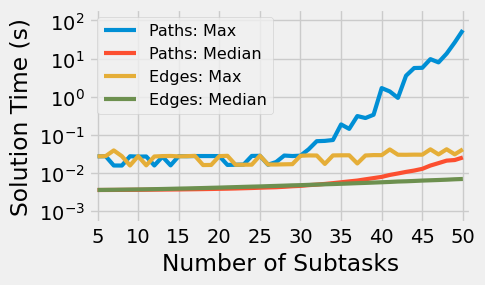 Solution Time (s)
10²
10¹
10⁰
10⁻¹
10⁻²
10⁻³
Paths: Max
Paths: Median
Edges: Max
Edges: Median
5 10 15 20 25 30 35 40 45 50
Number of Subtasks